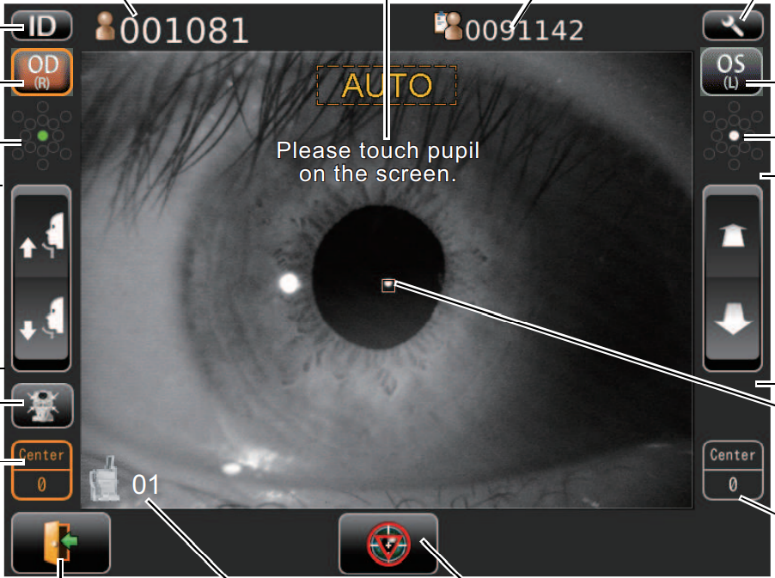 ID
001081
0091142
OD
(R)
AUTO
OS
(L)
Please touch pupil
on the screen.
Center
0
01
Center
0